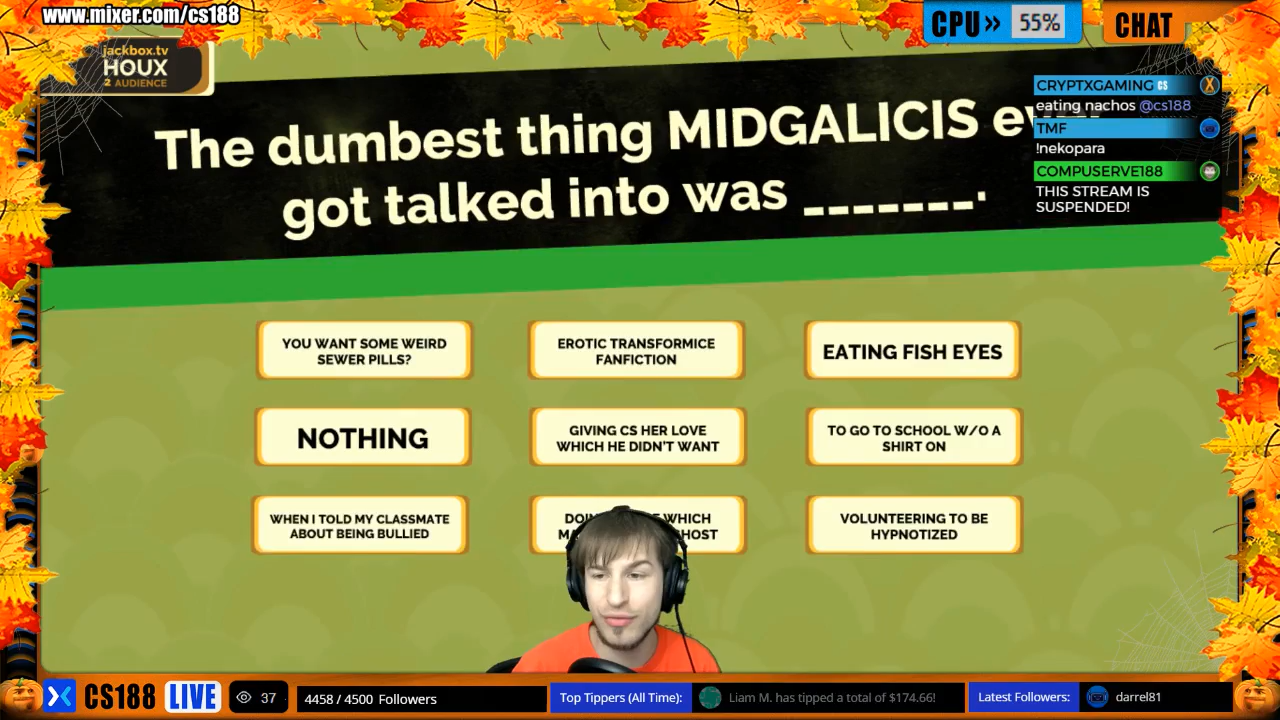 www.mixer.com/cs188
CPU»
55%
CHAT
jackbox.tv
HOUX
2 AUDIENCE
The dumbest thing MIDGALICIS
got talked into was _______.
CRYPTXGAMING CS
eating nachos @cs188
TMF
!nekopara
COMPUSERVE188
THIS STREAM IS
SUSPENDED!
YOU WANT SOME WEIRD
SEWER PILLS?
EROTIC TRANSFORMICE
FANFICTION
EATING FISH EYES
NOTHING
GIVING CS HER LOVE
WHICH HE DIDN'T WANT
TO GO TO SCHOOL W/O A
SHIRT ON
WHEN I TOLD MY CLASSMATE
ABOUT BEING BULLIED
WHICH
VOLUNTEERING TO BE
HYPNOTIZED
CS188 LIVE
37
4458 / 4500 Followers
Top Tippers (All Time):
Liam M. has tipped a total of $174.66!
Latest Followers:
darrel81